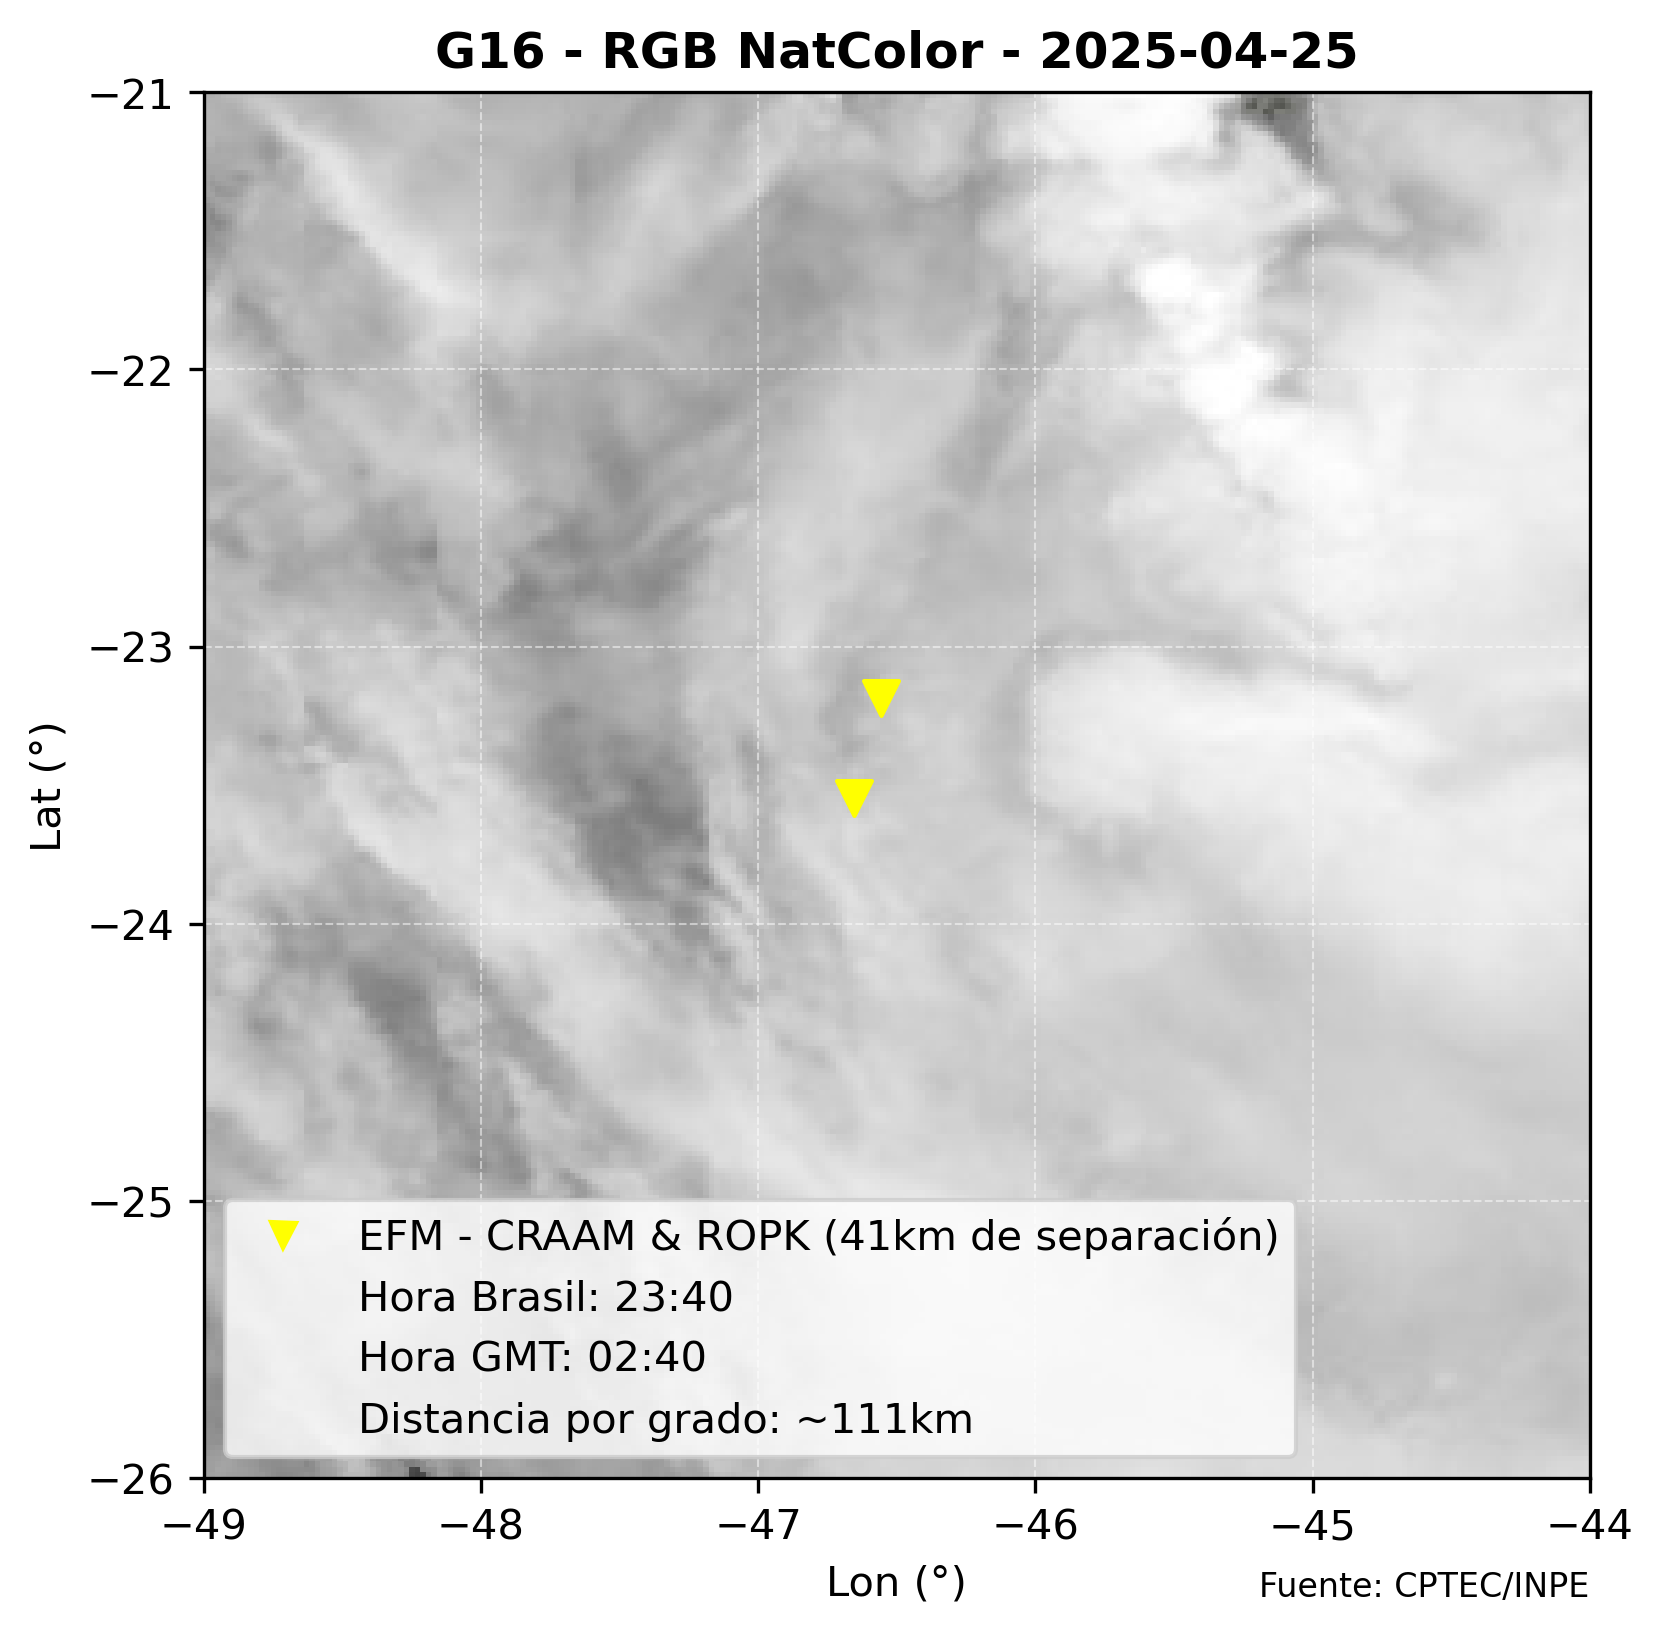 G16 - RGB NatColor - 2025-04-25
−21
−22
−23
−24
−25
−26
Lat (°)
EFM - CRAAM & ROPK (41km de separación)
Hora Brasil: 23:40
Hora GMT: 02:40
Distancia por grado: ~111km
−49 −48 −47 −46 −45 −44
Lon (°)
Fuente: CPTEC/INPE